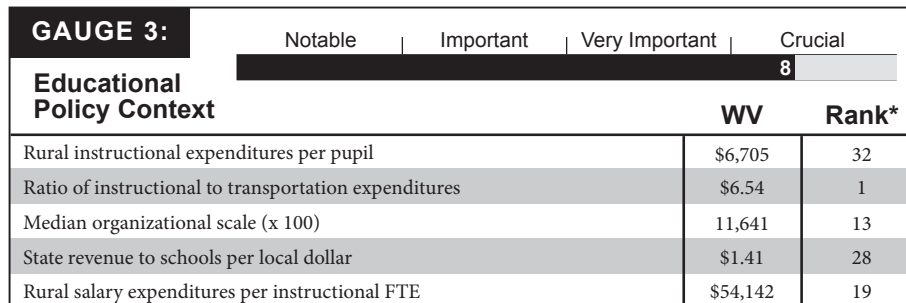 GAUGE 3:
Notable | Important | Very Important | Crucial
8
Educational
Policy Context
WV Rank*
Rural instructional expenditures per pupil $6,705 32
Ratio of instructional to transportation expenditures $6.54 1
Median organizational scale (x 100) 11,641 13
State revenue to schools per local dollar $1.41 28
Rural salary expenditures per instructional FTE $54,142 19